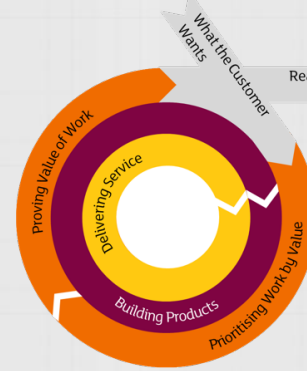 What the Customer
Wants
Proving Value of Work
Delivering Service
Building Products
Prioritising Work by Value